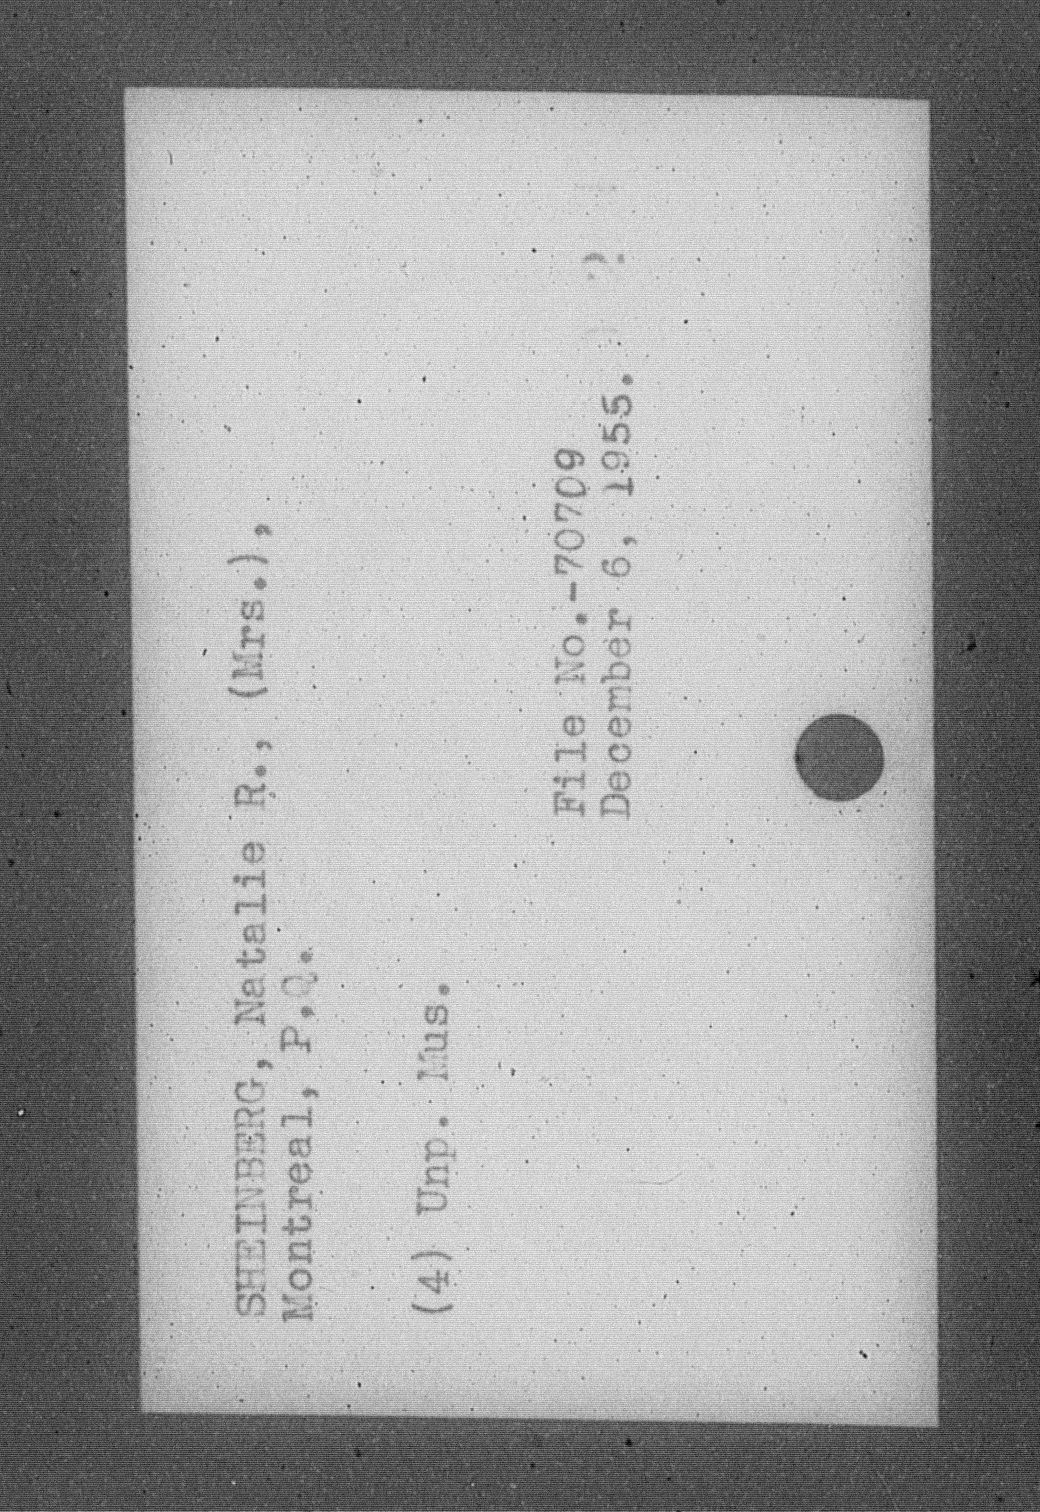 SHEINBERG, Natalie R., (Mrs.),
Montreal, P.Q.
(4) Unp. Mus.
File No.-70709
December 6, 1955.